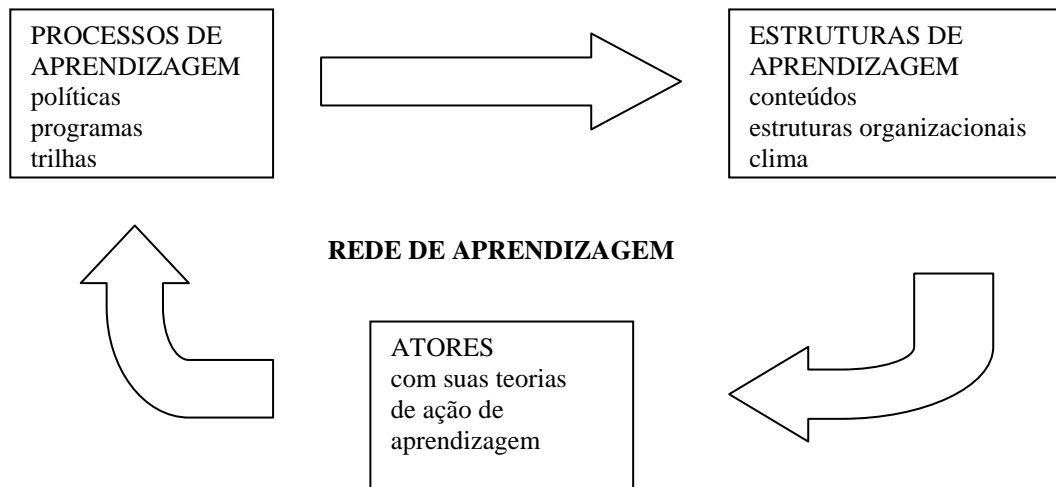 PROCESSOS DE
APRENDIZAGEM
políticas
programas
trilhas
ESTRUTURAS DE
APRENDIZAGEM
conteúdos
estruturas organizacionais
clima
REDE DE APRENDIZAGEM
ATORES
com suas teorias
de ação de
aprendizagem